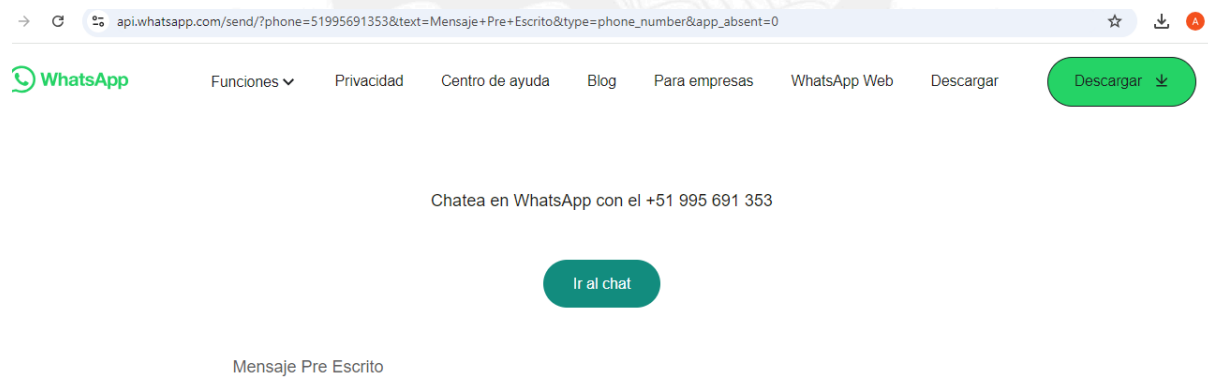 api.whatsapp.com/send/?phone=51995691353&text=Mensaje+Pre+Escrito&type=phone_number&app_absent=0
A
WhatsApp
Funciones
Privacidad
Centro de ayuda
Blog
Para empresas
WhatsApp Web
Descargar
Descargar
Chatea en WhatsApp con el +51 995 691 353
Ir al chat
Mensaje Pre Escrito